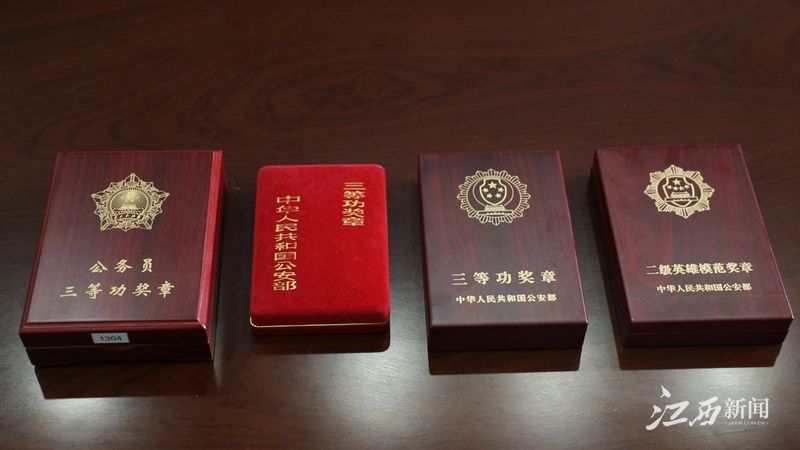 公务员
三等功奖章
1304
三等功奖章
中华人民共和国公安部
三等功奖章
中华人民共和国公安部
二级英雄模范奖章
中华人民共和国公安部
江西新闻